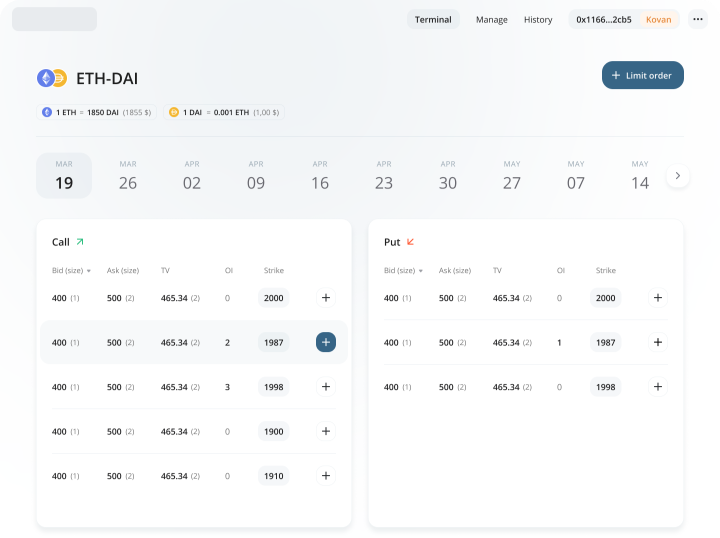 Terminal Manage History 0x1166...2cb5 Kovan
ETH-DAI
+ Limit order
1 ETH = 1850 DAI (1855 $) 1 DAI = 0.001 ETH (1,00 $)
MAR MAR APR APR APR APR APR MAY MAY MAY
19 26 02 09 16 23 30 27 07 14
Call
Bid (size) Ask (size) TV OI Strike
400 (1) 500 (2) 465.34 (2) 0 2000 +
400 (1) 500 (2) 465.34 (2) 2 1987 +
400 (1) 500 (2) 465.34 (2) 3 1998 +
400 (1) 500 (2) 465.34 (2) 0 1900 +
400 (1) 500 (2) 465.34 (2) 0 1910 +
Put
Bid (size) Ask (size) TV OI Strike
400 (1) 500 (2) 465.34 (2) 0 2000 +
400 (1) 500 (2) 465.34 (2) 1 1987 +
400 (1) 500 (2) 465.34 (2) 0 1998 +